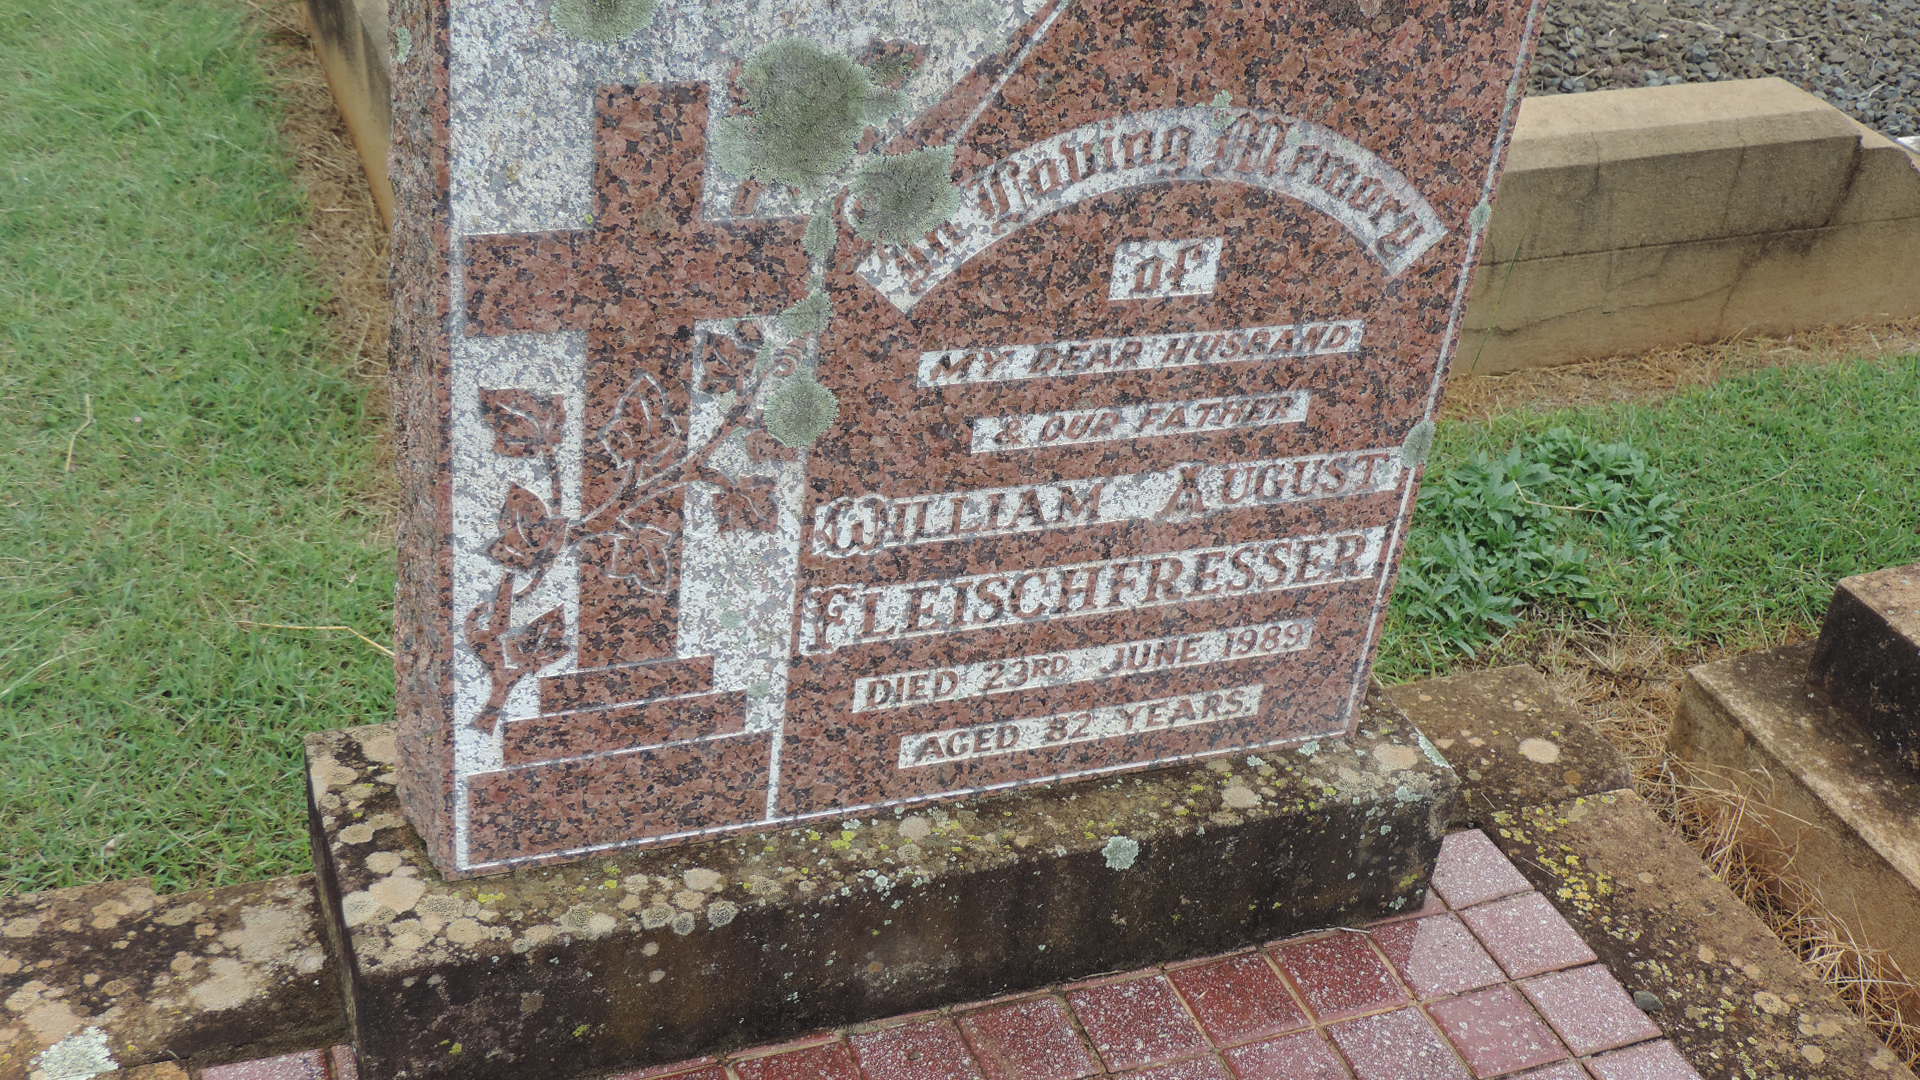 In Loving Memory
of
MY DEAR HUSBAND
& OUR FATHER
WILLIAM AUGUST
FLEISCHFRESSER
DIED 23RD JUNE 1989
AGED 82 YEARS.